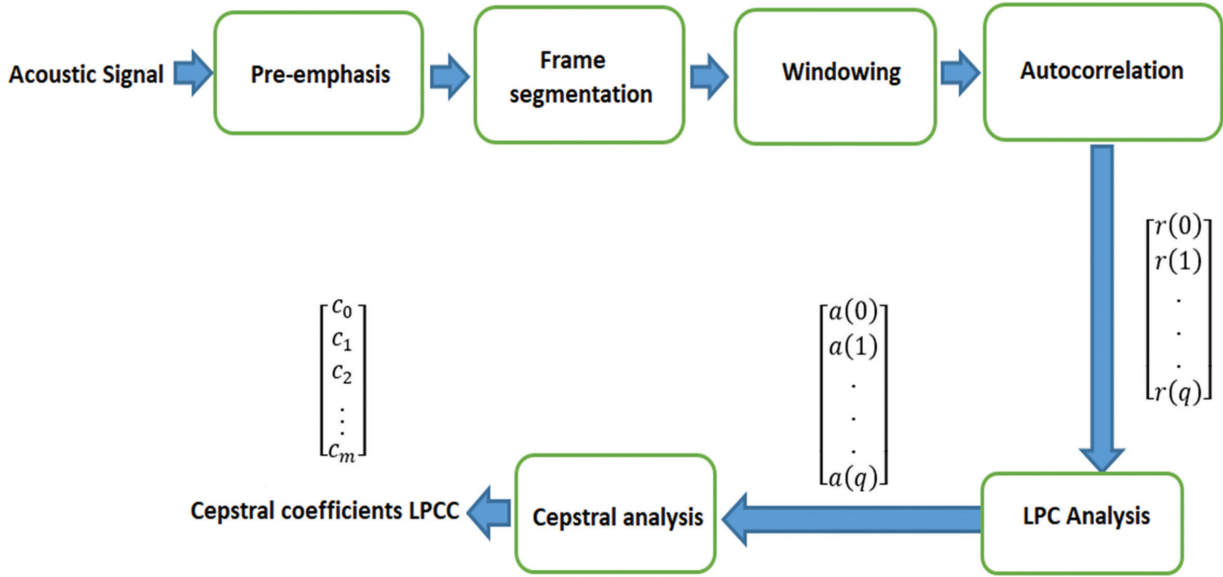 Acoustic Signal
Pre-emphasis
Frame
segmentation
Windowing
Autocorrelation
r(0)
r(1)
.
.
.
r(q)
LPC Analysis
a(0)
a(1)
.
.
.
a(q)
Cepstral analysis
c₀
c₁
c₂
⋮
cₘ
Cepstral coefficients LPCC